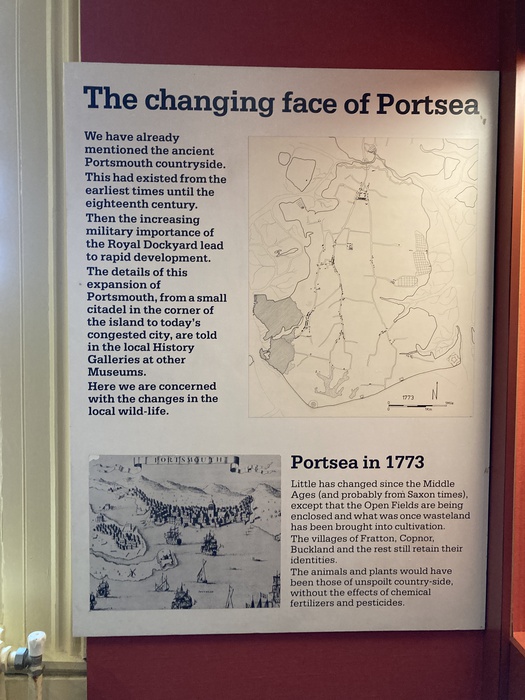 The changing face of Portsea
We have already
mentioned the ancient
Portsmouth countryside.
This had existed from the
earliest times until the
eighteenth century.
Then the increasing
military importance of
the Royal Dockyard lead
to rapid development.
The details of this
expansion of
Portsmouth, from a small
citadel in the corner of
the island to today's
congested city, are told
in the local History
Galleries at other
Museums.
Here we are concerned
with the changes in the
local wild-life.
1773
N
PORTSMOUTH
Portsea in 1773
Little has changed since the Middle
Ages (and probably from Saxon times),
except that the Open Fields are being
enclosed and what was once wasteland
has been brought into cultivation.
The villages of Fratton, Copnor,
Buckland and the rest still retain their
identities.
The animals and plants would have
been those of unspoilt country-side,
without the effects of chemical
fertilizers and pesticides.